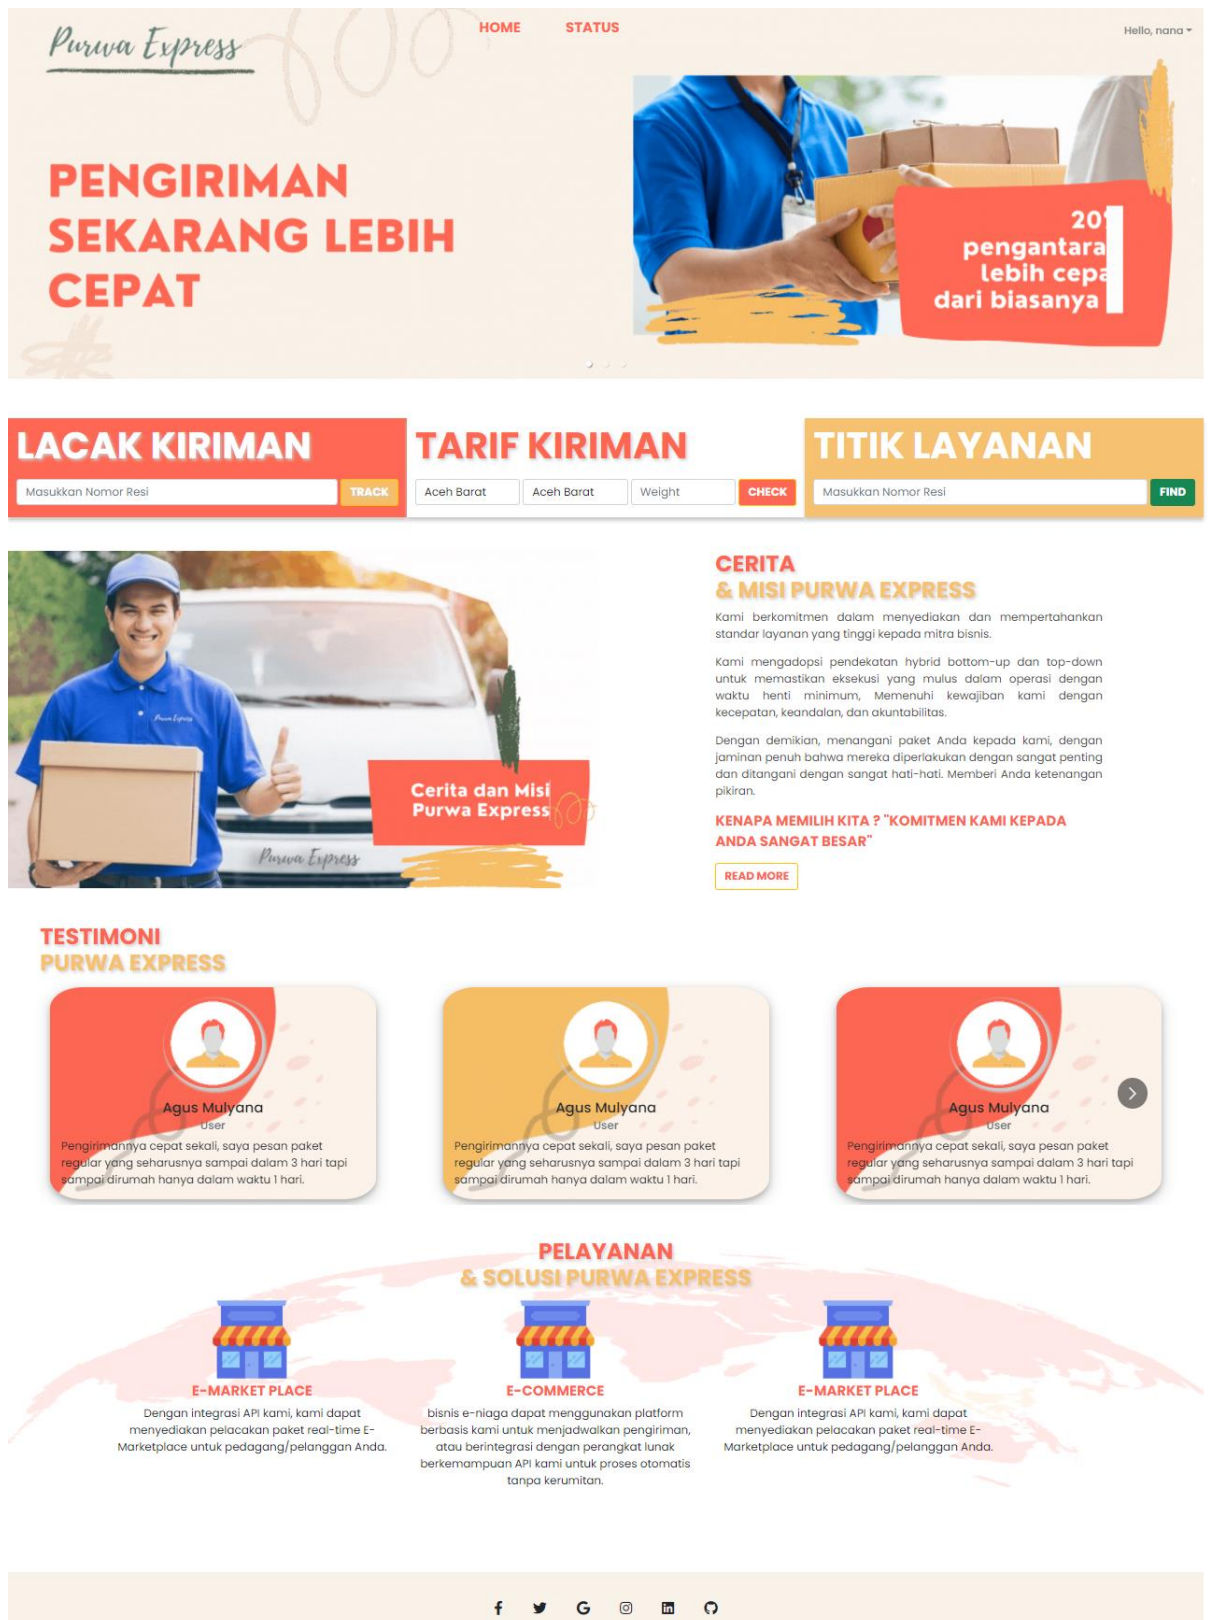 Purwa Express
HOME STATUS
Hello, nana
PENGIRIMAN
SEKARANG LEBIH
CEPAT
20
pengantara
lebih cepa
dari biasanya
LACAK KIRIMAN
Masukkan Nomor Resi
TRACK
TARIF KIRIMAN
Aceh Barat
Aceh Barat
Weight
CHECK
TITIK LAYANAN
Masukkan Nomor Resi
FIND
Purwa Express
Cerita dan Misi
Purwa Express
Purwa Express
CERITA
& MISI PURWA EXPRESS
Kami berkomitmen dalam menyediakan dan mempertahankan
standar layanan yang tinggi kepada mitra bisnis.
Kami mengadopsi pendekatan hybrid bottom-up dan top-down
untuk memastikan eksekusi yang mulus dalam operasi dengan
waktu henti minimum, Memenuhi kewajiban kami dengan
kecepatan, keandalan, dan akuntabilitas.
Dengan demikian, menangani paket Anda kepada kami, dengan
jaminan penuh bahwa mereka diperlakukan dengan sangat penting
dan ditangani dengan sangat hati-hati. Memberi Anda ketenangan
pikiran.
KENAPA MEMILIH KITA ? "KOMITMEN KAMI KEPADA
ANDA SANGAT BESAR"
READ MORE
TESTIMONI
PURWA EXPRESS
Agus Mulyana
User
Pengirimannya cepat sekali, saya pesan paket
regular yang seharusnya sampai dalam 3 hari tapi
sampai dirumah hanya dalam waktu 1 hari.
Agus Mulyana
User
Pengirimannya cepat sekali, saya pesan paket
regular yang seharusnya sampai dalam 3 hari tapi
sampai dirumah hanya dalam waktu 1 hari.
Agus Mulyana
User
Pengirimannya cepat sekali, saya pesan paket
regular yang seharusnya sampai dalam 3 hari tapi
sampai dirumah hanya dalam waktu 1 hari.
PELAYANAN
& SOLUSI PURWA EXPRESS
E-MARKET PLACE
Dengan integrasi API kami, kami dapat
menyediakan pelacakan paket real-time E-
Marketplace untuk pedagang/pelanggan Anda.
E-COMMERCE
bisnis e-niaga dapat menggunakan platform
berbasis kami untuk menjadwalkan pengiriman,
atau berintegrasi dengan perangkat lunak
berkemampuan API kami untuk proses otomatis
tanpa kerumitan.
E-MARKET PLACE
Dengan integrasi API kami, kami dapat
menyediakan pelacakan paket real-time E-
Marketplace untuk pedagang/pelanggan Anda.